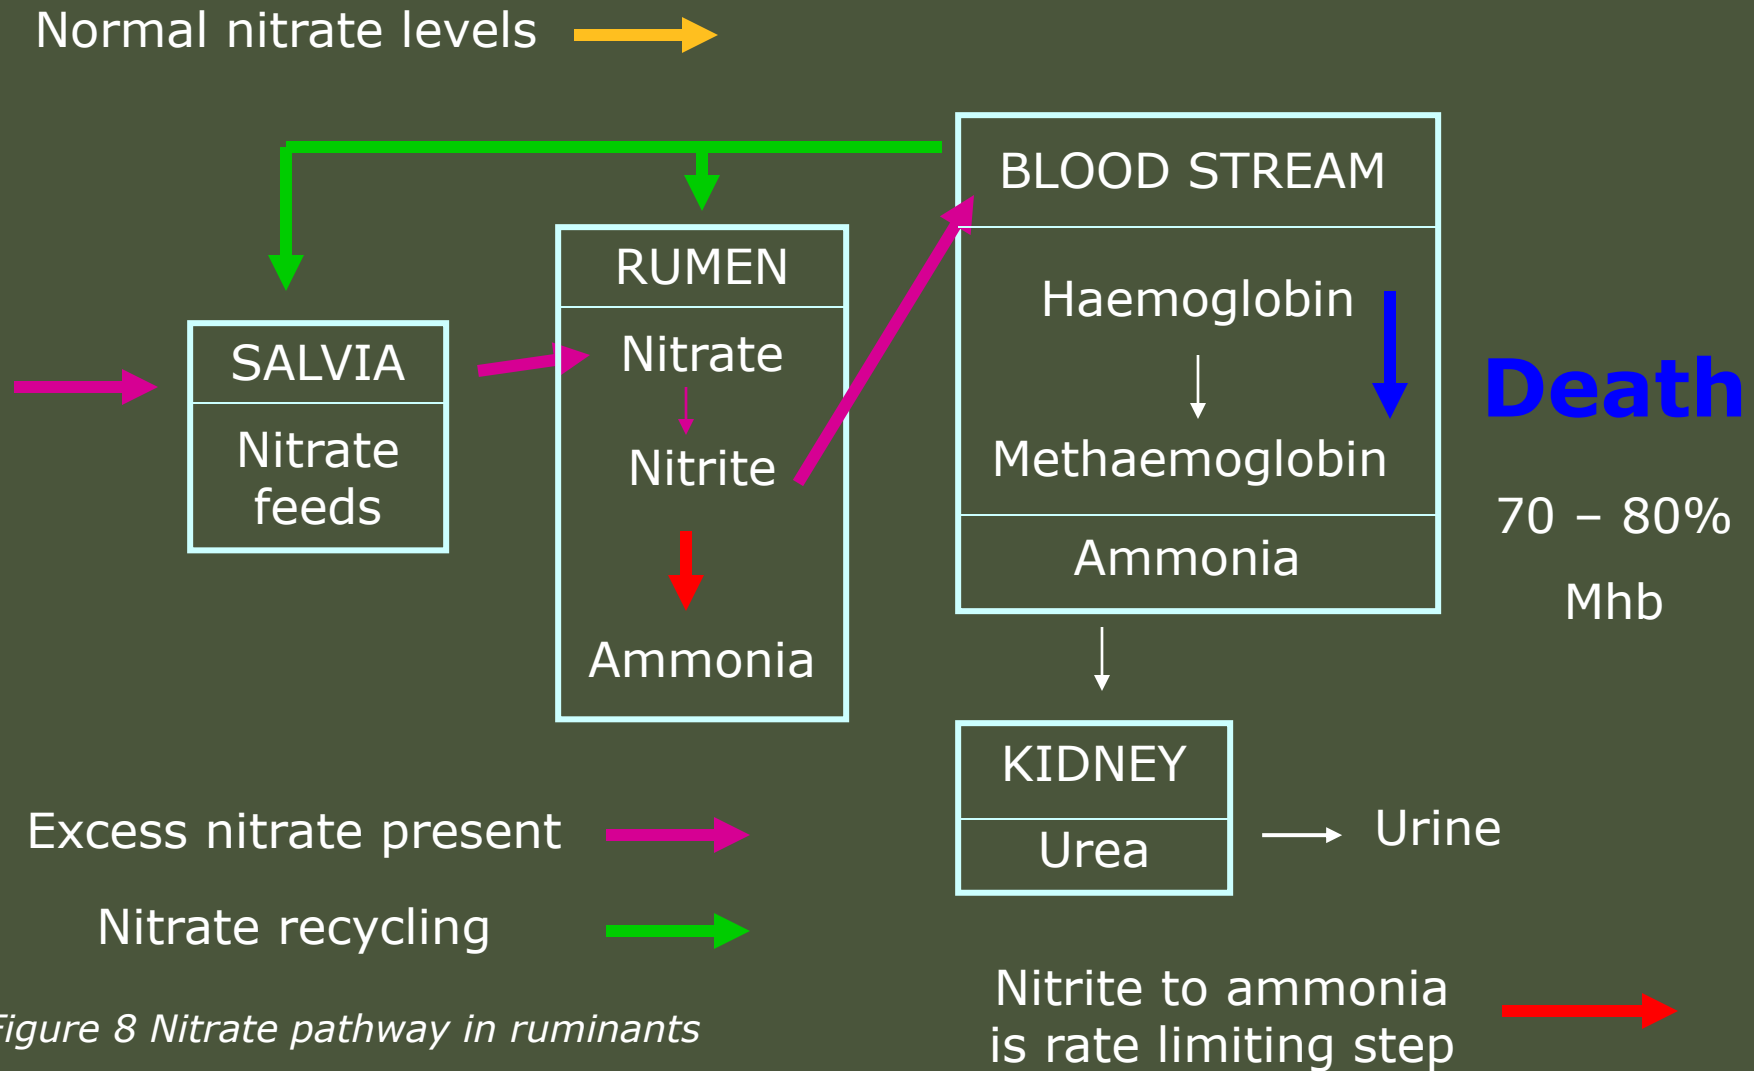 Normal nitrate levels
BLOOD STREAM
Haemoglobin
Methaemoglobin
Ammonia
RUMEN
Nitrate
Nitrite
Ammonia
SALVIA
Nitrate
feeds
Death
70 – 80%
Mhb
KIDNEY
Urea
Urine
Excess nitrate present
Nitrate recycling
Nitrite to ammonia
is rate limiting step
Figure 8 Nitrate pathway in ruminants